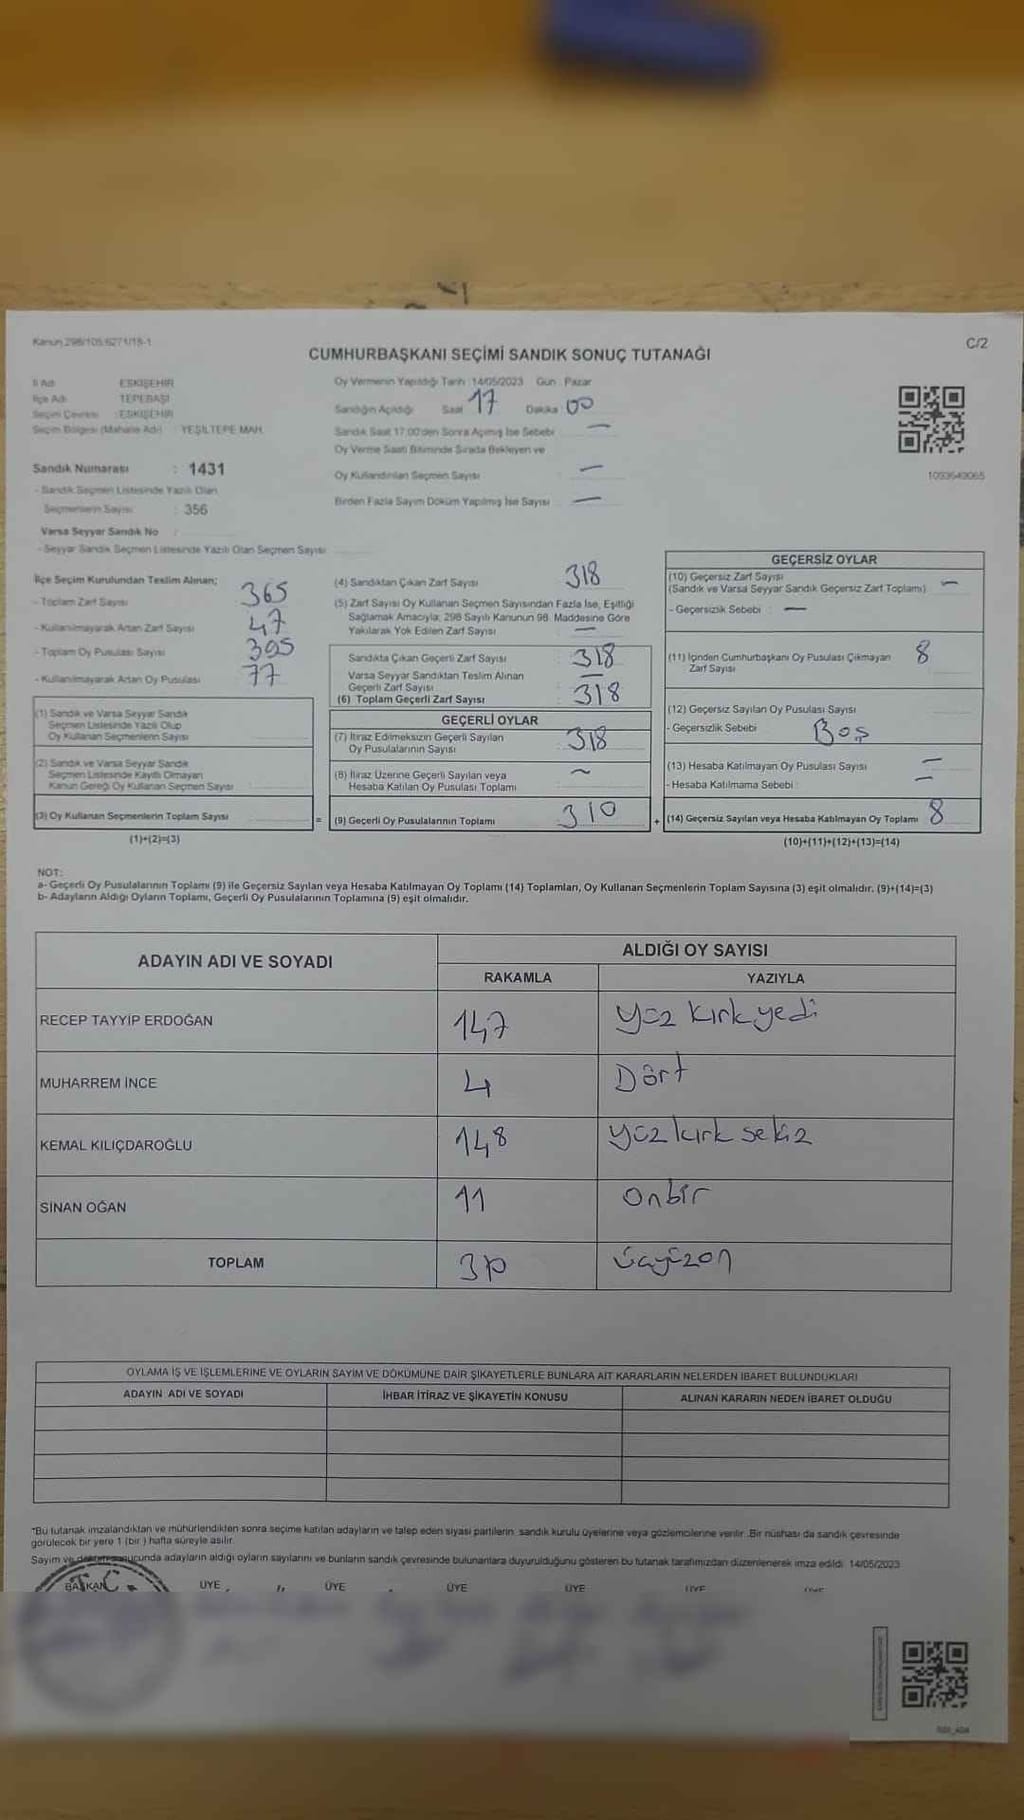 Kanun 298/105;6271/18-1
C/2
CUMHURBAŞKANI SEÇİMİ SANDIK SONUÇ TUTANAĞI
İl Adı : ESKİŞEHİR
İlçe Adı : TEPEBAŞI
Seçim Çevresi : ESKİŞEHİR
Seçim Bölgesi (Mahalle Adı) : YEŞİLTEPE MAH.
Sandık Numarası : 1431
- Sandık Seçmen Listesinde Yazılı Olan
Seçmenlerin Sayısı : 356
Varsa Seyyar Sandık No :
- Seyyar Sandık Seçmen Listesinde Yazılı Olan Seçmen Sayısı
Oy Vermenin Yapıldığı Tarih :14/05/2023 Gün : Pazar
Sandığın Açıldığı Saat 17 Dakika 00
Sandık Saat 17:00'den Sonra Açılmış İse Sebebi : —
Oy Verme Saati Bitiminde Sırada Bekleyen ve
Oy Kullandırılan Seçmen Sayısı —
Birden Fazla Sayım Döküm Yapılmış İse Sayısı —
1093643065
İlçe Seçim Kurulundan Teslim Alınan;
- Toplam Zarf Sayısı 365
- Kullanılmayarak Artan Zarf Sayısı 47
- Toplam Oy Pusulası Sayısı 395
- Kullanılmayarak Artan Oy Pusulası 77
(1) Sandık ve Varsa Seyyar Sandık
Seçmen Listesinde Yazılı Olup
Oy Kullanan Seçmenlerin Sayısı
(2) Sandık ve Varsa Seyyar Sandık
Seçmen Listesinde Kayıtlı Olmayan
Kanun Gereği Oy Kullanan Seçmen Sayısı
(3) Oy Kullanan Seçmenlerin Toplam Sayısı =
(1)+(2)=(3)
(4) Sandıktan Çıkan Zarf Sayısı 318
(5) Zarf Sayısı Oy Kullanan Seçmen Sayısından Fazla İse, Eşitliği
Sağlamak Amacıyla; 298 Sayılı Kanunun 98. Maddesine Göre
Yakılarak Yok Edilen Zarf Sayısı —
Sandıkta Çıkan Geçerli Zarf Sayısı : 318
Varsa Seyyar Sandıktan Teslim Alınan
Geçerli Zarf Sayısı : —
(6) Toplam Geçerli Zarf Sayısı : 318
GEÇERLİ OYLAR
(7) İtiraz Edilmeksizin Geçerli Sayılan
Oy Pusulalarının Sayısı : 318
(8) İtiraz Üzerine Geçerli Sayılan veya
Hesaba Katılan Oy Pusulası Toplamı : ~
(9) Geçerli Oy Pusulalarının Toplamı : 310 +
GEÇERSİZ OYLAR
(10) Geçersiz Zarf Sayısı
(Sandık ve Varsa Seyyar Sandık Geçersiz Zarf Toplamı) —
- Geçersizlik Sebebi : —
(11) İçinden Cumhurbaşkanı Oy Pusulası Çıkmayan
Zarf Sayısı 8
(12) Geçersiz Sayılan Oy Pusulası Sayısı
- Geçersizlik Sebebi Boş
(13) Hesaba Katılmayan Oy Pusulası Sayısı —
- Hesaba Katılmama Sebebi : —
(14) Geçersiz Sayılan veya Hesaba Katılmayan Oy Toplamı 8
(10)+(11)+(12)+(13)=(14)
NOT:
a- Geçerli Oy Pusulalarının Toplamı (9) ile Geçersiz Sayılan veya Hesaba Katılmayan Oy Toplamı (14) Toplamları, Oy Kullanan Seçmenlerin Toplam Sayısına (3) eşit olmalıdır. (9)+(14)=(3)
b- Adayların Aldığı Oyların Toplamı, Geçerli Oy Pusulalarının Toplamına (9) eşit olmalıdır.
ADAYIN ADI VE SOYADI
ALDIĞI OY SAYISI
RAKAMLA YAZIYLA
RECEP TAYYİP ERDOĞAN 147 yüz kırk yedi
MUHARREM İNCE 4 Dört
KEMAL KILIÇDAROĞLU 148 yüz kırk sekiz
SİNAN OĞAN 11 onbir
TOPLAM 310 üçyüzon
OYLAMA İŞ VE İŞLEMLERİNE VE OYLARIN SAYIM VE DÖKÜMÜNE DAİR ŞİKAYETLERLE BUNLARA AİT KARARLARIN NELERDEN İBARET BULUNDUKLARI
ADAYIN ADI VE SOYADI İHBAR İTİRAZ VE ŞİKAYETİN KONUSU ALINAN KARARIN NEDEN İBARET OLDUĞU
*Bu tutanak imzalandıktan ve mühürlendikten sonra seçime katılan adayların ve talep eden siyasi partilerin sandık kurulu üyelerine veya gözlemcilerine verilir. Bir nüshası da sandık çevresinde
görülecek bir yere 1 (bir) hafta süreyle asılır.
Sayım ve döküm sonucunda adayların aldığı oyların sayılarını ve bunların sandık çevresinde bulunanlara duyurulduğunu gösteren bu tutanak tarafımızdan düzenlenerek imza edildi. 14/05/2023
BAŞKAN ÜYE ÜYE ÜYE ÜYE ÜYE ÜYE
T.C.